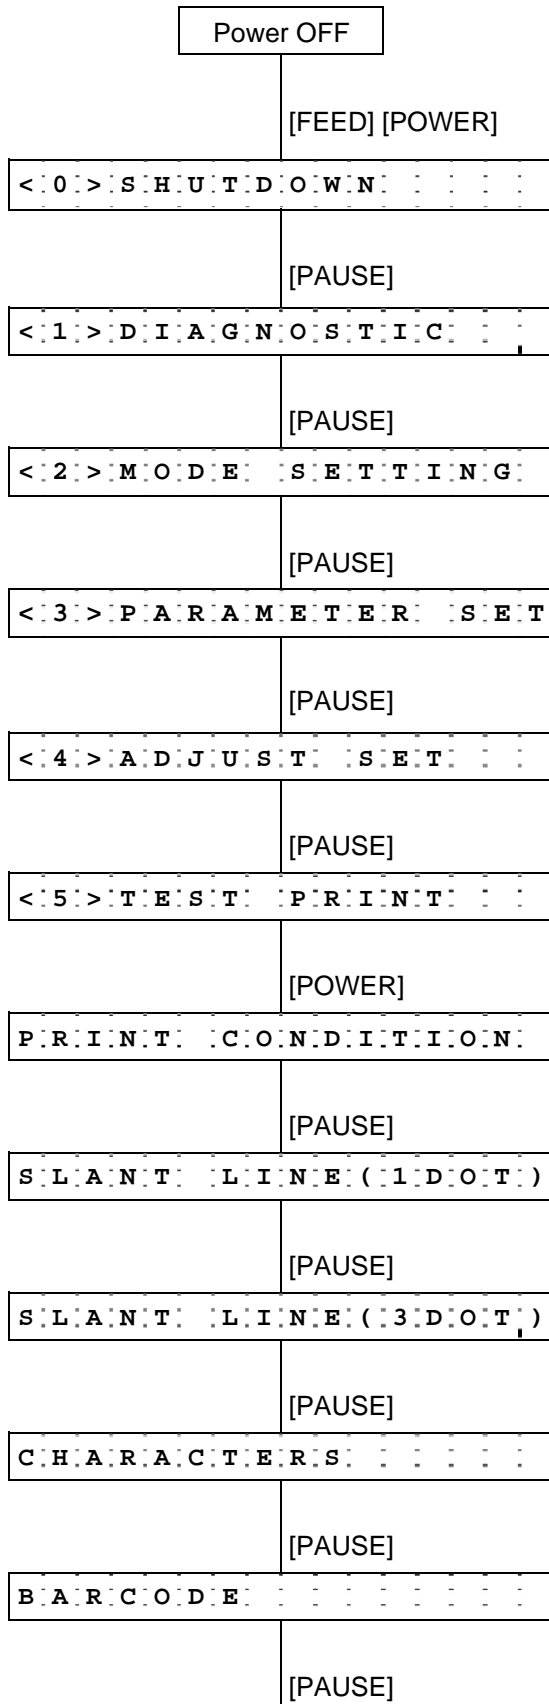 Power OFF
[FEED] [POWER]
<0>SHUTDOWN
[PAUSE]
<1>DIAGNOSTIC
[PAUSE]
<2>MODE SETTING
[PAUSE]
<3>PARAMETER SET
[PAUSE]
<4>ADJUST SET
[PAUSE]
<5>TEST PRINT
[POWER]
PRINT CONDITION
[PAUSE]
SLANT LINE(1DOT)
[PAUSE]
SLANT LINE(3DOT)
[PAUSE]
CHARACTERS
[PAUSE]
BARCODE
[PAUSE]